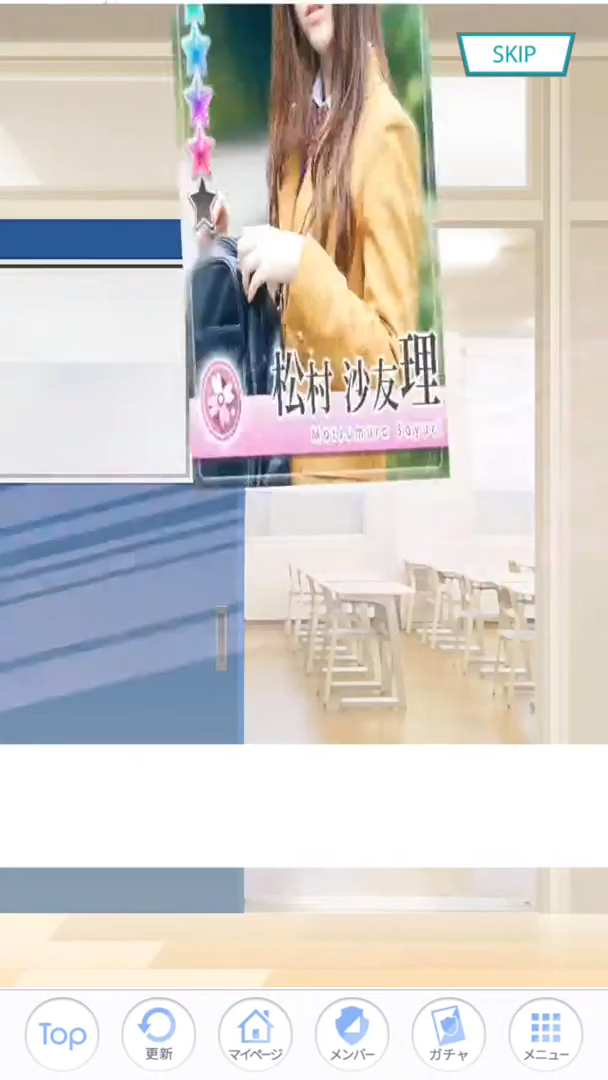 SKIP
松村 沙友理
Matsumura Sayuri
Top
更新
マイページ
メンバー
ガチャ
メニュー